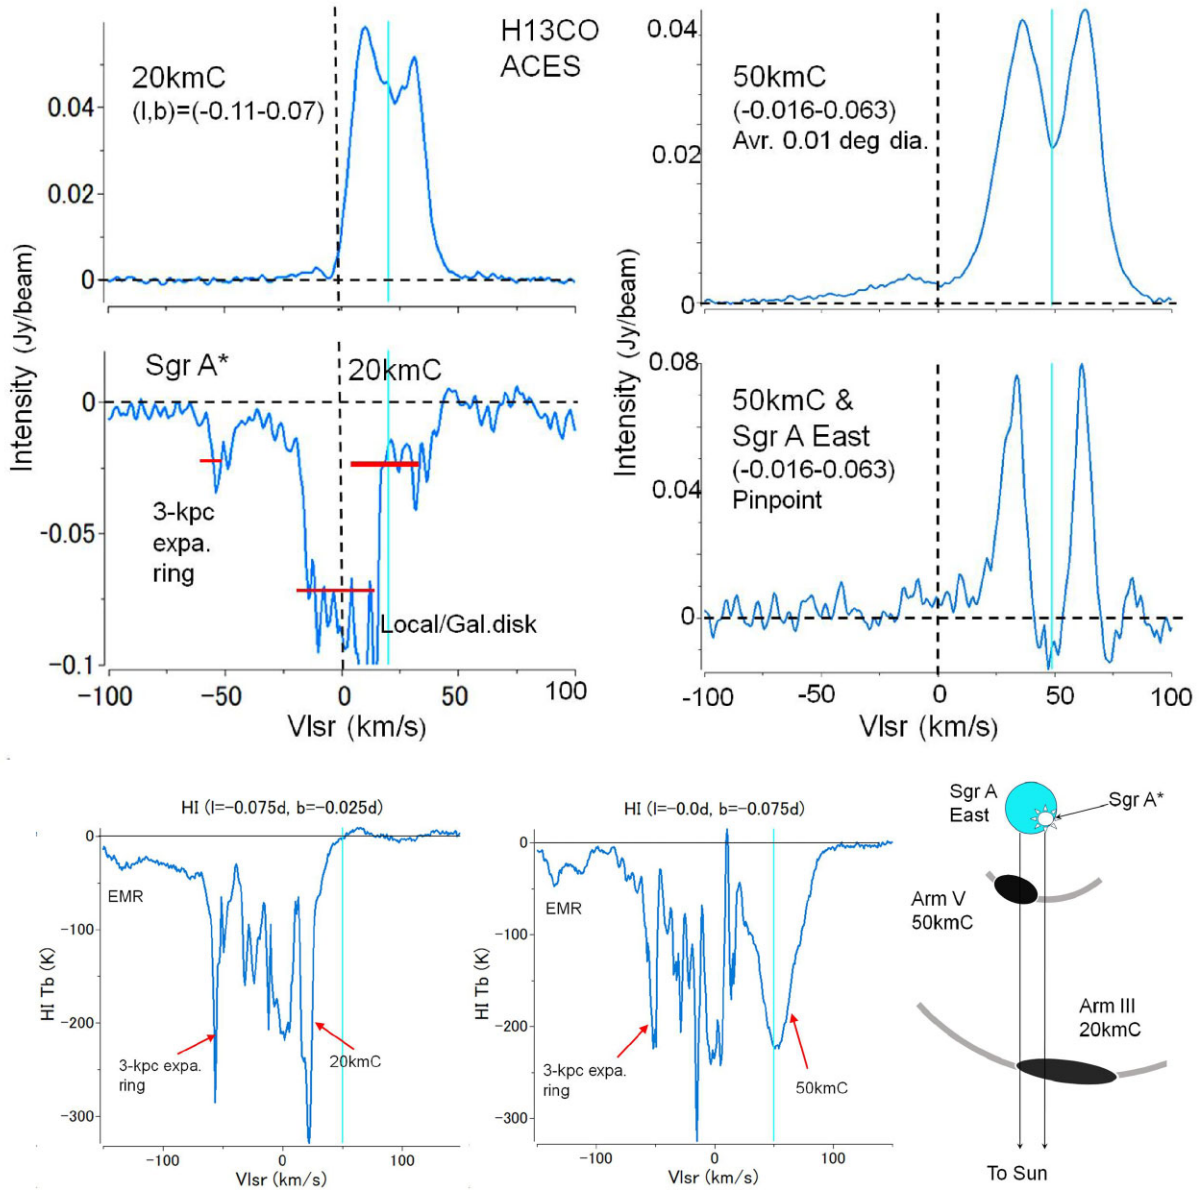 H13CO
ACES
20kmC
(l,b)=(-0.11-0.07)
0.04
0.02
0
Intensity (Jy/beam)
Sgr A*
20kmC
0
−0.05
−0.1
3-kpc
expa.
ring
Local/Gal.disk
−100
−50
0
50
100
Vlsr (km/s)
50kmC
(-0.016-0.063)
Avr. 0.01 deg dia.
0.04
0.02
0
Intensity (Jy/beam)
50kmC &
Sgr A East
(-0.016-0.063)
Pinpoint
0.08
0.04
0
-100
-50
0
50
100
Vlsr (km/s)
HI (l=−0.075d, b=−0.025d)
0
−100
−200
−300
HI Tb (K)
EMR
3-kpc expa.
ring
20kmC
−100
0
100
Vlsr (km/s)
HI (l=−0.0d, b=−0.075d)
0
−100
−200
−300
HI Tb (K)
EMR
3-kpc expa.
ring
50kmC
−100
0
100
Vlsr (km/s)
Sgr A
East
Sgr A*
Arm V
50kmC
Arm III
20kmC
To Sun